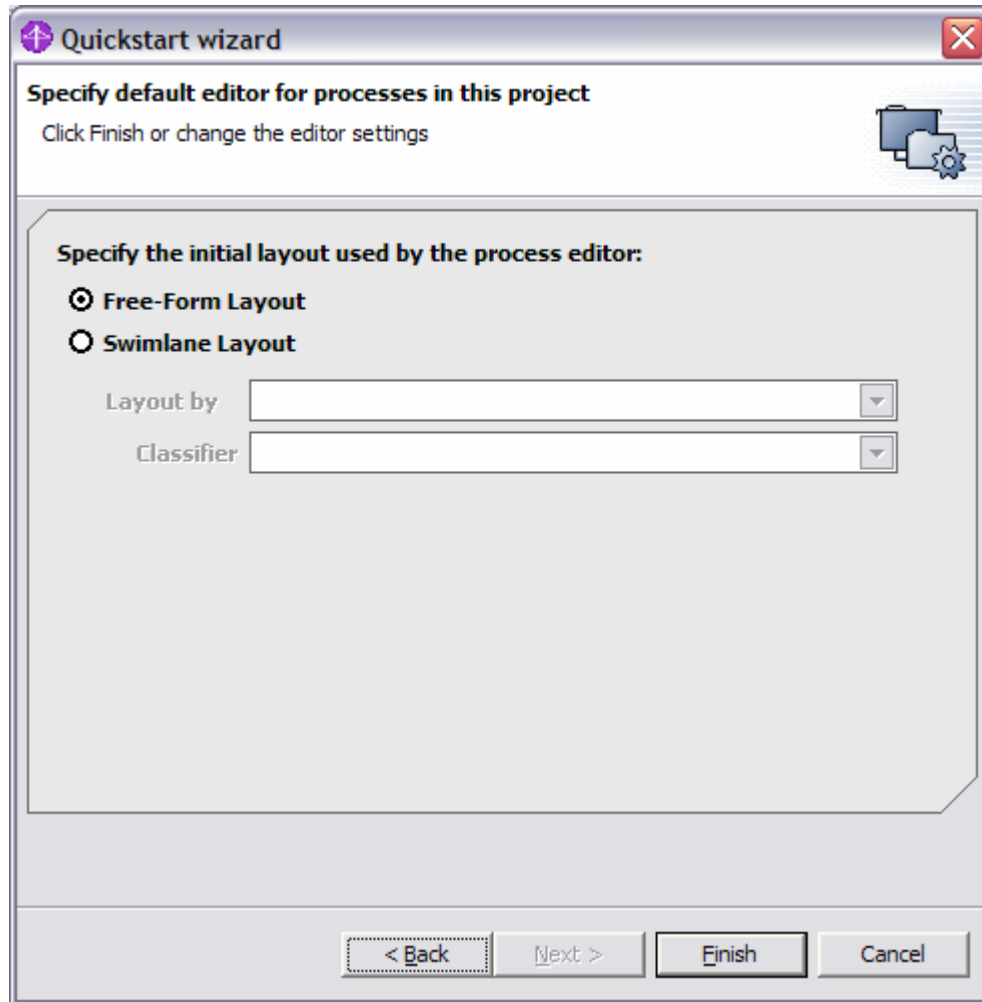 Quickstart wizard
Specify default editor for processes in this project
Click Finish or change the editor settings
Specify the initial layout used by the process editor:
Free-Form Layout
Swimlane Layout
Layout by
Classifier
< Back
Next >
Finish
Cancel